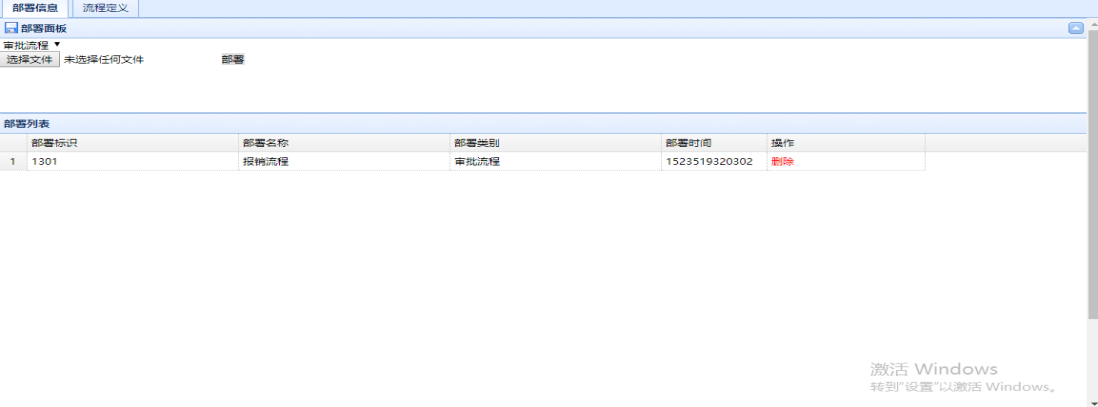 部署信息 流程定义
部署面板
审批流程
选择文件 未选择任何文件 部署
部署列表
部署标识 部署名称 部署类别 部署时间 操作
1 1301 报销流程 审批流程 1523519320302 删除
激活 Windows
转到"设置"以激活 Windows。